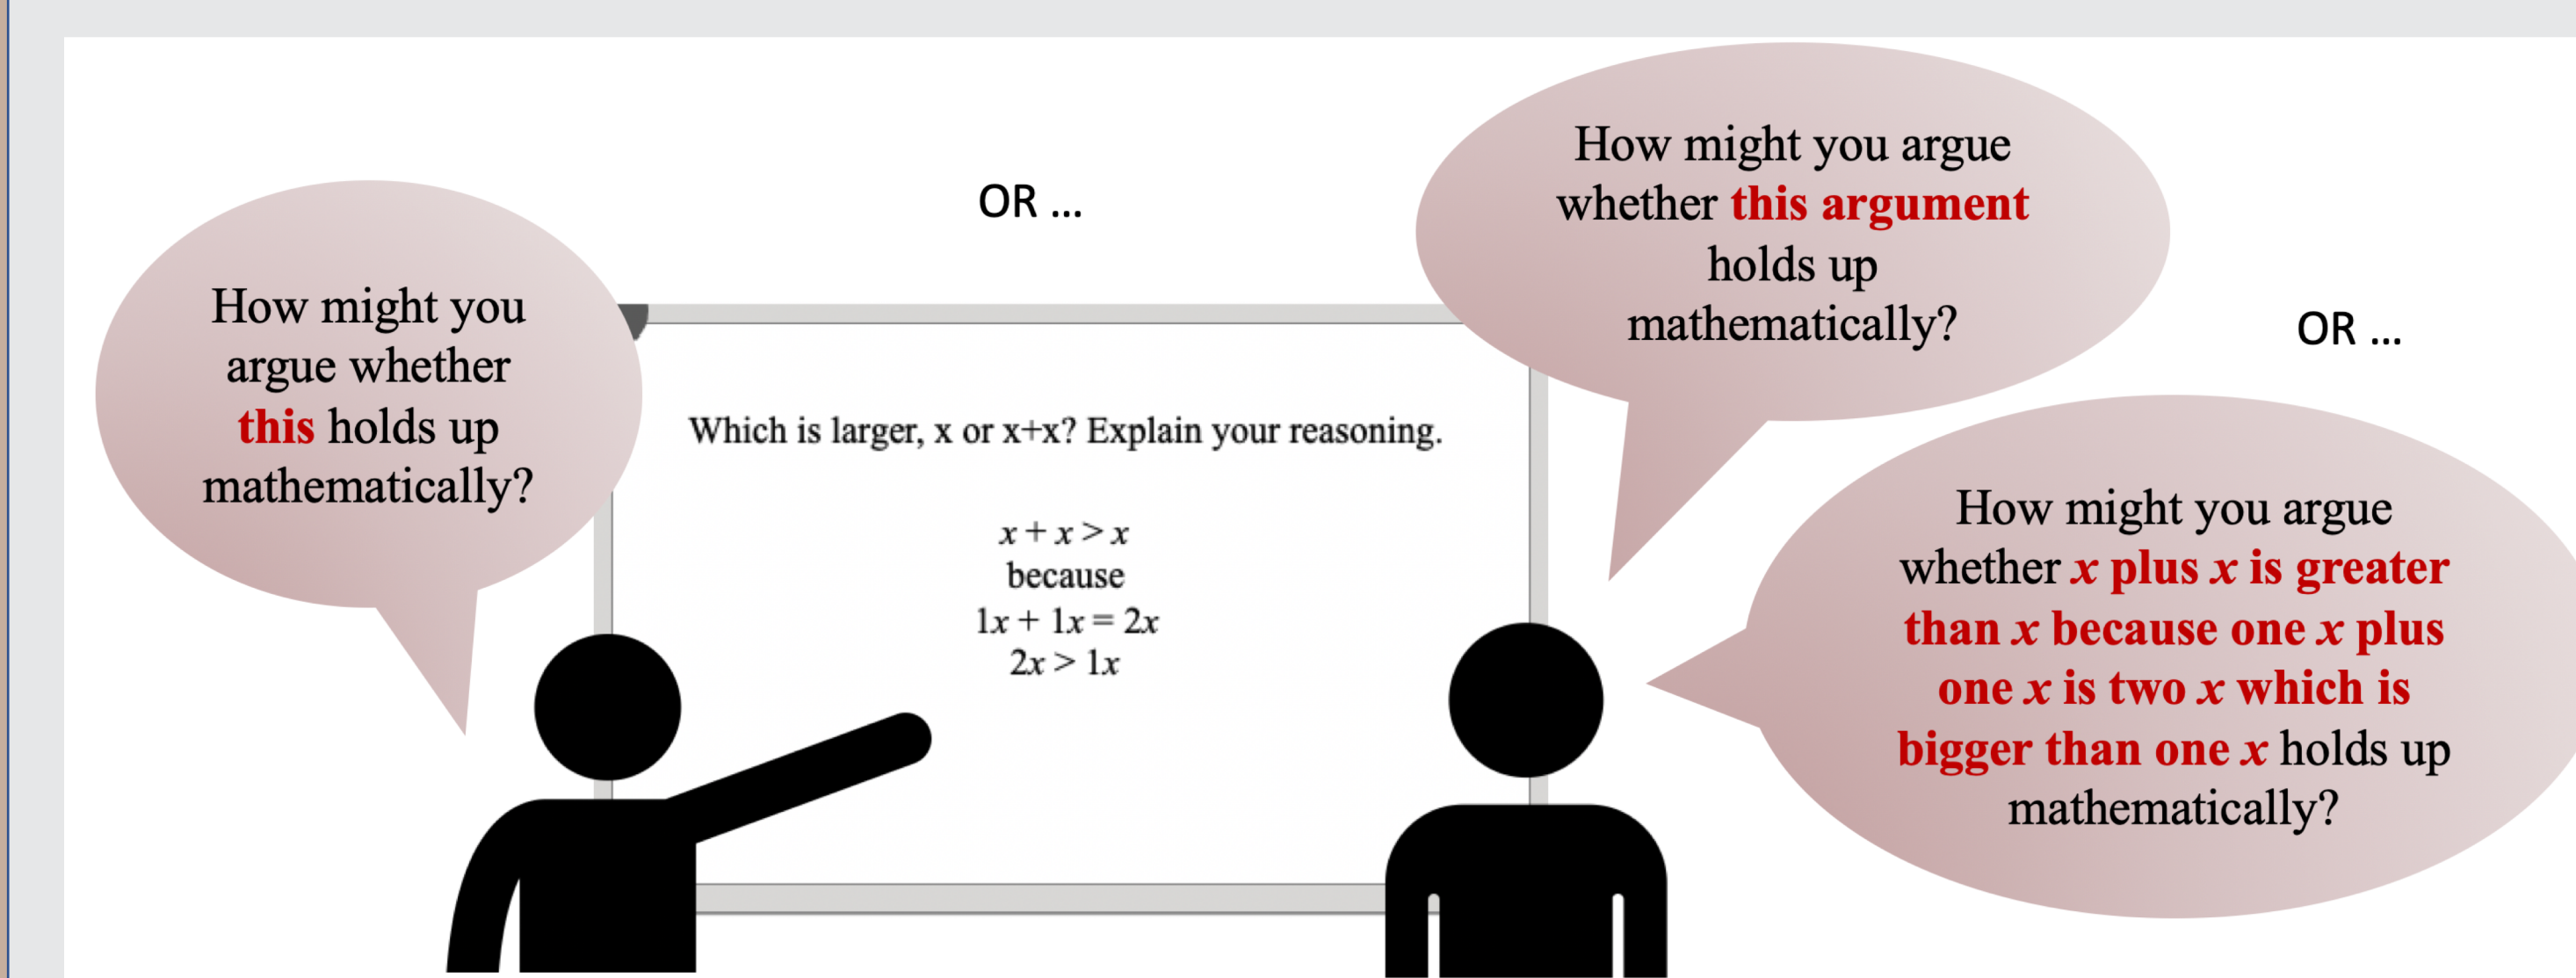 How might you
argue whether
this holds up
mathematically?
OR ...
Which is larger, x or x+x? Explain your reasoning.
x + x > x
because
1x + 1x = 2x
2x > 1x
How might you argue
whether this argument
holds up
mathematically?
OR ...
How might you argue
whether x plus x is greater
than x because one x plus
one x is two x which is
bigger than one x holds up
mathematically?